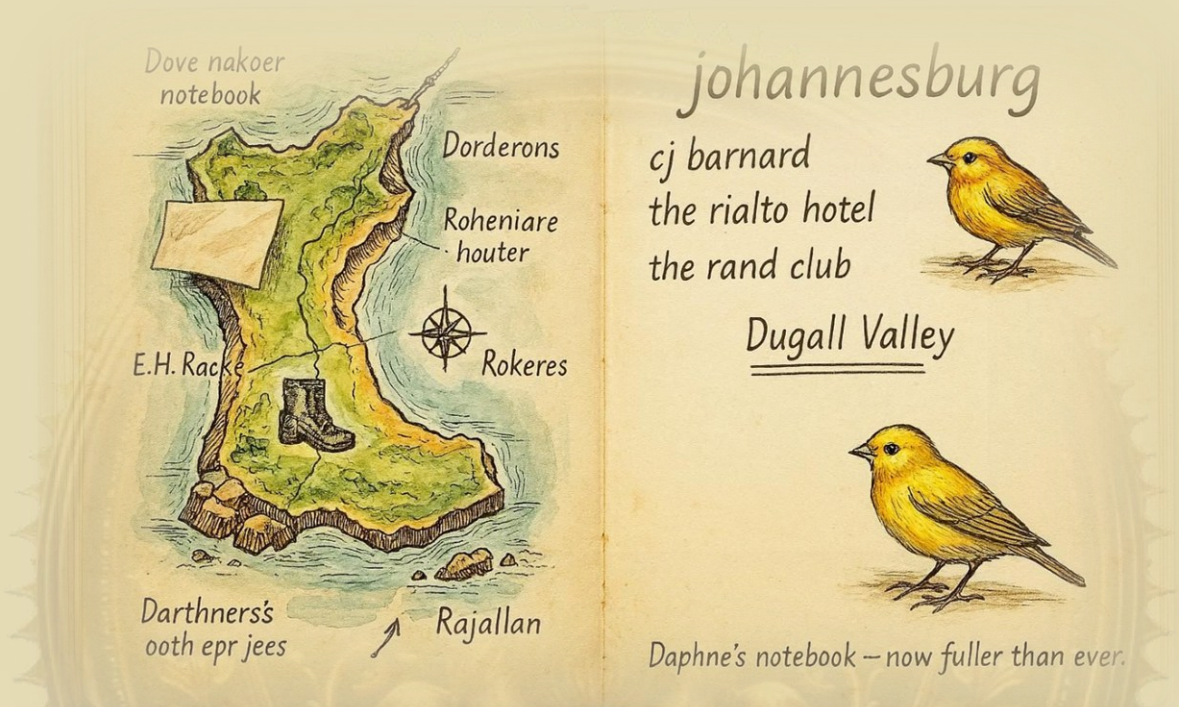 Dove nakoer
notebook
Dorderons
Roheniare
houter
E.H. Racke
Rokeres
Darthners's
ooth epr jees
Rajallan
johannesburg
cj barnard
the rialto hotel
the rand club
Dugall Valley
Daphne's notebook – now fuller than ever.